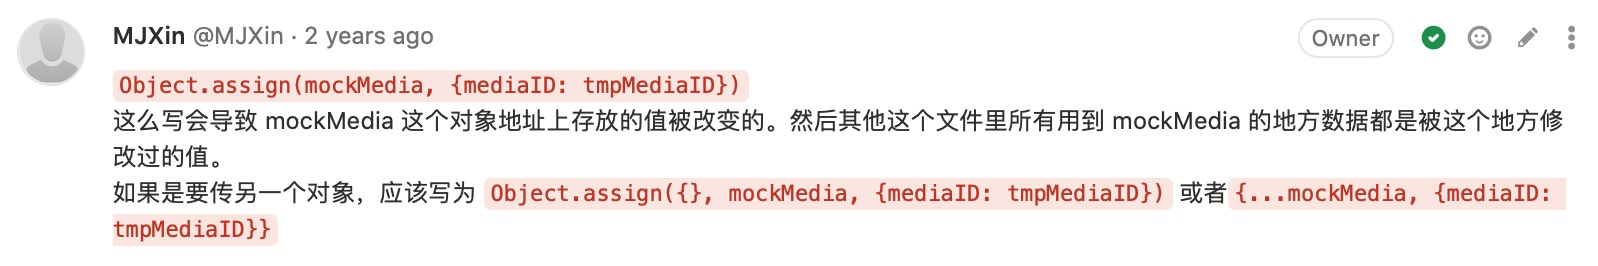 MJXin @MJXin · 2 years ago
Owner
Object.assign(mockMedia, {mediaID: tmpMediaID})
这么写会导致 mockMedia 这个对象地址上存放的值被改变的。然后其他这个文件里所有用到 mockMedia 的地方数据都是被这个地方修
改过的值。
如果是要传另一个对象，应该写为 Object.assign({}, mockMedia, {mediaID: tmpMediaID}) 或者 {...mockMedia, {mediaID:
tmpMediaID}}